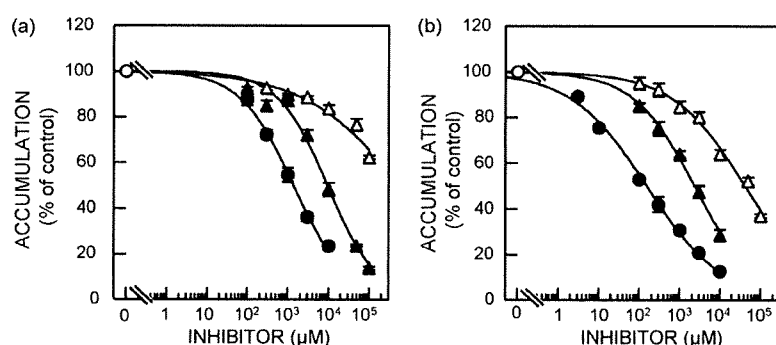 (a)
120
100
80
60
40
20
0
ACCUMULATION
(% of control)
0 1 10 10² 10³ 10⁴ 10⁵
INHIBITOR (µM)
(b)
120
100
80
60
40
20
0
ACCUMULATION
(% of control)
0 1 10 10² 10³ 10⁴ 10⁵
INHIBITOR (µM)